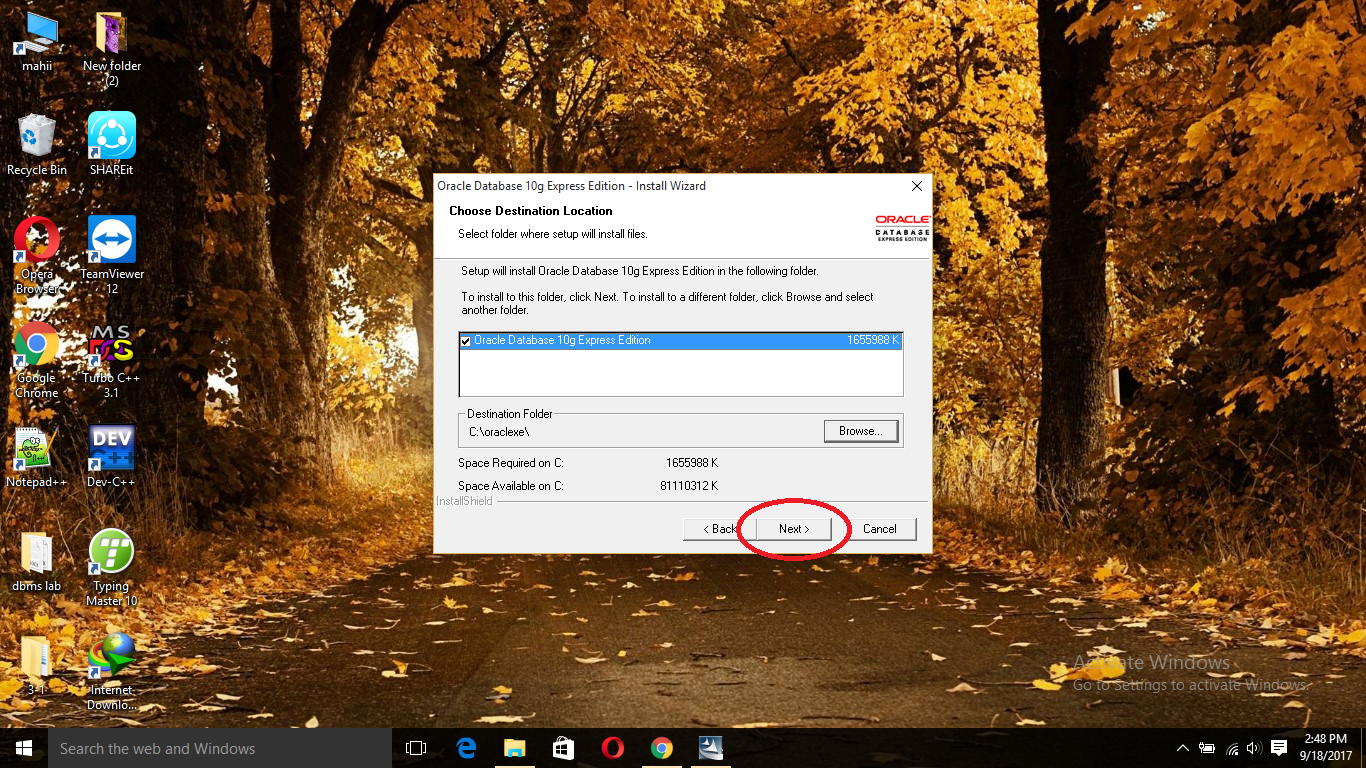 mahii
New folder
(2)
Recycle Bin
SHAREit
Opera
Browser
TeamViewer
12
Google
Chrome
MS
Turbo C++
3.1
Notepad++
DEV
Dev-C++
dbms lab
Typing
Master 10
3-1
Internet
Downlo...
Oracle Database 10g Express Edition - Install Wizard
Choose Destination Location
Select folder where setup will install files.
ORACLE
DATABASE
EXPRESS EDITION
Setup will install Oracle Database 10g Express Edition in the following folder.
To install to this folder, click Next. To install to a different folder, click Browse and select
another folder.
Oracle Database 10g Express Edition 1655988 K
Destination Folder
C:\oraclexe\
Browse...
Space Required on C: 1655988 K
Space Available on C: 81110312 K
InstallShield
< Back
Next >
Cancel
Activate Windows
Go to Settings to activate Windows.
Search the web and Windows
2:48 PM
9/18/2017